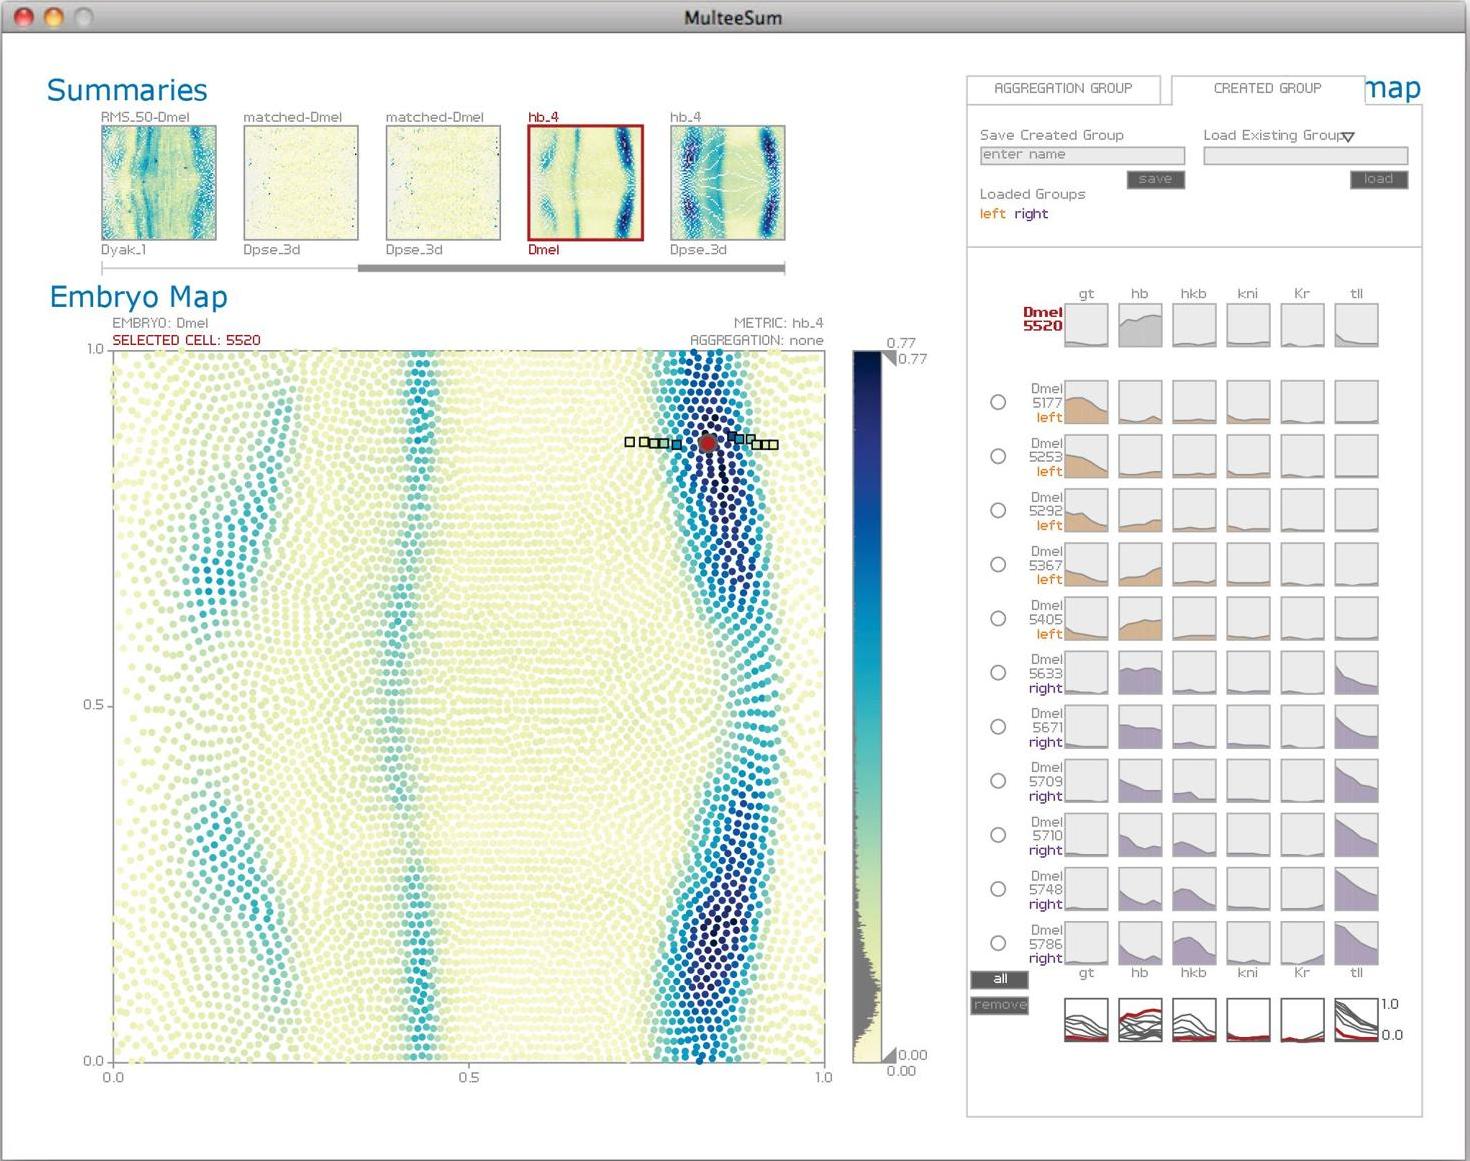 MulteeSum
Summaries
RMS_50-Dmel
matched-Dmel
matched-Dmel
hb_4
hb_4
Dyak_1
Dpse_3d
Dpse_3d
Dmel
Dpse_3d
Embryo Map
EMBRYO: Dmel
METRIC: hb_4
SELECTED CELL: 5520
AGGREGATION: none
1.0
0.5
0.0
0.0
0.5
1.0
0.77
0.77
0.00
0.00
AGGREGATION GROUP
CREATED GROUP
map
Save Created Group
Load Existing Group
enter name
save
load
Loaded Groups
left right
gt hb hkb kni Kr tll
Dmel
5520
Dmel
5177
left
Dmel
5253
left
Dmel
5292
left
Dmel
5367
left
Dmel
5405
left
Dmel
5633
right
Dmel
5671
right
Dmel
5709
right
Dmel
5710
right
Dmel
5748
right
Dmel
5786
right
gt hb hkb kni Kr tll
all
remove
1.0
0.0